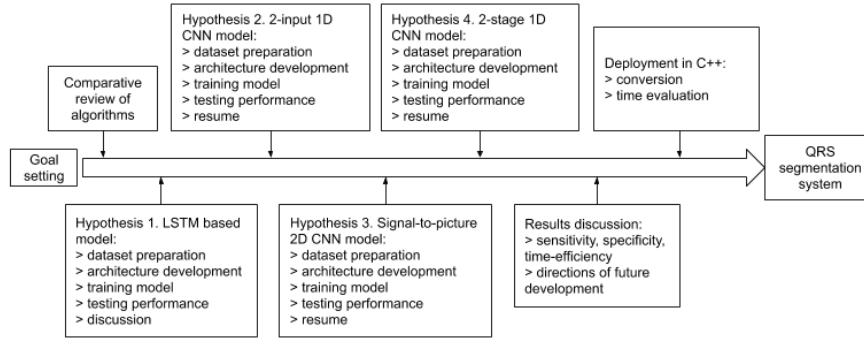 Goal
setting
Comparative
review of
algorithms
Hypothesis 1. LSTM based
model:
> dataset preparation
> architecture development
> training model
> testing performance
> discussion
Hypothesis 2. 2-input 1D
CNN model:
> dataset preparation
> architecture development
> training model
> testing performance
> resume
Hypothesis 3. Signal-to-picture
2D CNN model:
> dataset preparation
> architecture development
> training model
> testing performance
> resume
Hypothesis 4. 2-stage 1D
CNN model:
> dataset preparation
> architecture development
> training model
> testing performance
> resume
Results discussion:
> sensitivity, specificity,
time-efficiency
> directions of future
development
Deployment in C++:
> conversion
> time evaluation
QRS
segmentation
system